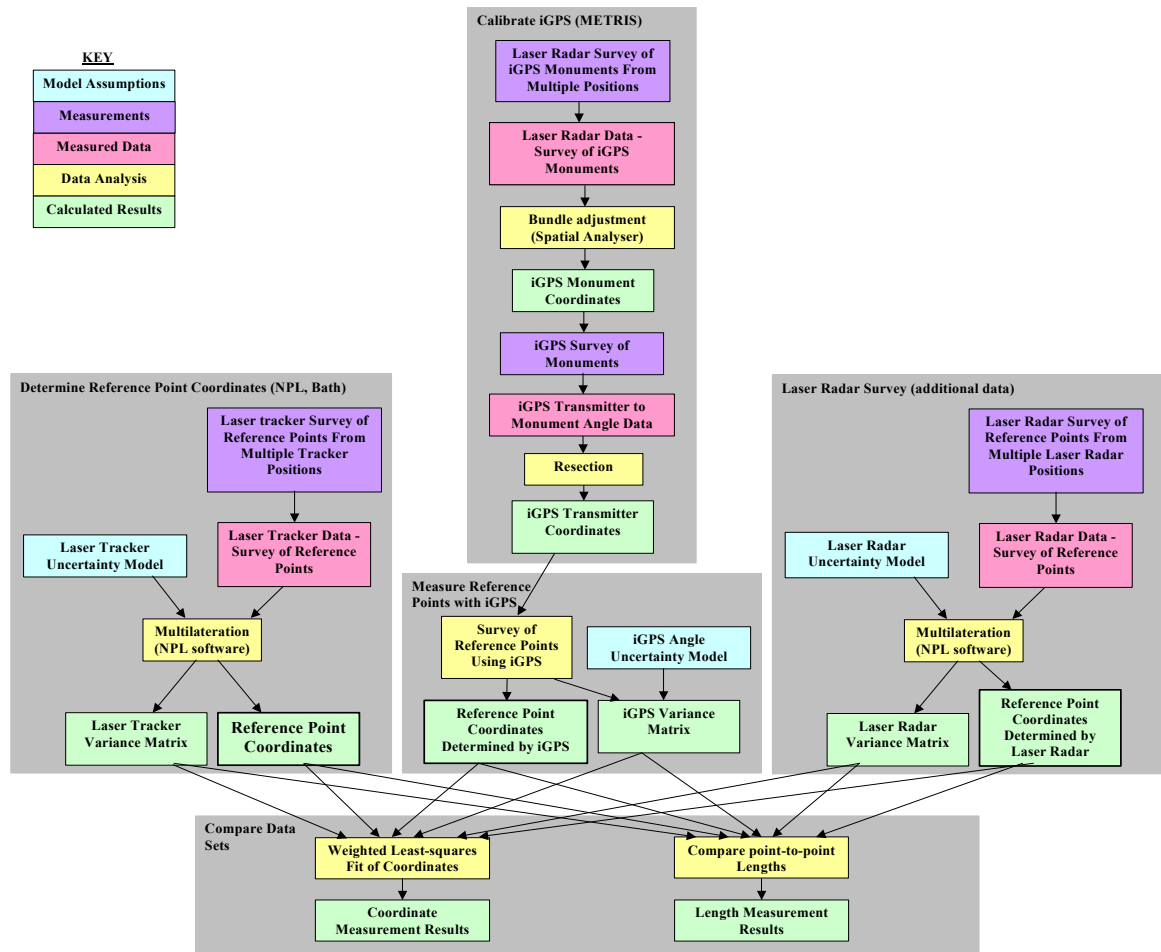 KEY
Model Assumptions
Measurements
Measured Data
Data Analysis
Calculated Results
Calibrate iGPS (METRIS)
Laser Radar Survey of
iGPS Monuments From
Multiple Positions
Laser Radar Data -
Survey of iGPS
Monuments
Bundle adjustment
(Spatial Analyser)
iGPS Monument
Coordinates
iGPS Survey of
Monuments
iGPS Transmitter to
Monument Angle Data
Resection
iGPS Transmitter
Coordinates
Determine Reference Point Coordinates (NPL, Bath)
Laser tracker Survey of
Reference Points From
Multiple Tracker
Positions
Laser Tracker
Uncertainty Model
Laser Tracker Data -
Survey of Reference
Points
Multilateration
(NPL software)
Laser Tracker
Variance Matrix
Reference Point
Coordinates
Measure Reference
Points with iGPS
Survey of
Reference Points
Using iGPS
iGPS Angle
Uncertainty Model
Reference Point
Coordinates
Determined by iGPS
iGPS Variance
Matrix
Laser Radar Survey (additional data)
Laser Radar Survey of
Reference Points From
Multiple Laser Radar
Positions
Laser Radar
Uncertainty Model
Laser Radar Data -
Survey of Reference
Points
Multilateration
(NPL software)
Laser Radar
Variance Matrix
Reference Point
Coordinates
Determined by
Laser Radar
Compare Data
Sets
Weighted Least-squares
Fit of Coordinates
Compare point-to-point
Lengths
Coordinate
Measurement Results
Length Measurement
Results